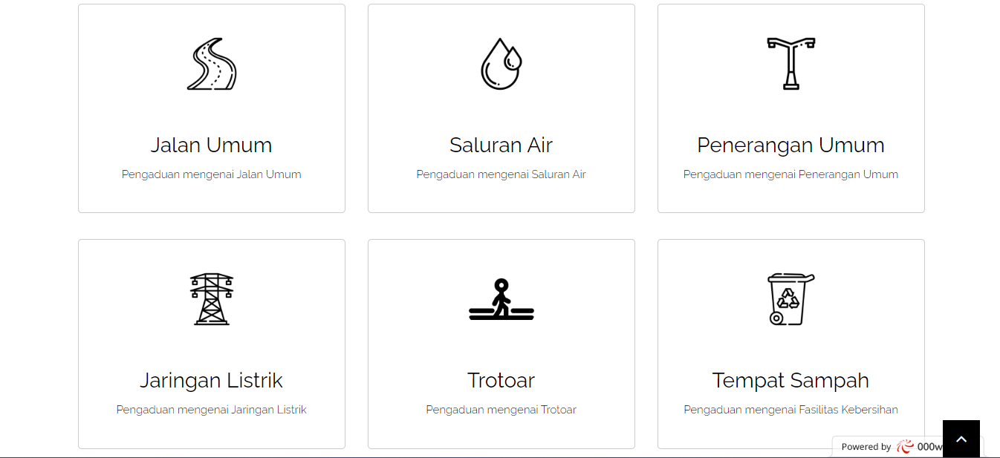 Jalan Umum
Pengaduan mengenai Jalan Umum
Saluran Air
Pengaduan mengenai Saluran Air
Penerangan Umum
Pengaduan mengenai Penerangan Umum
Jaringan Listrik
Pengaduan mengenai Jaringan Listrik
Trotoar
Pengaduan mengenai Trotoar
Tempat Sampah
Pengaduan mengenai Fasilitas Kebersihan
Powered by 000w